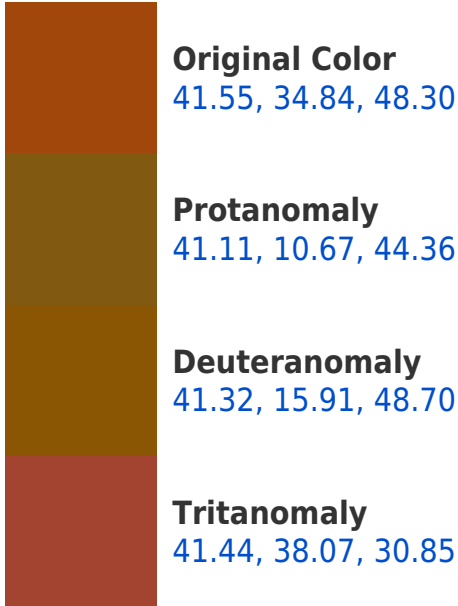 Original Color
41.55, 34.84, 48.30
Protanomaly
41.11, 10.67, 44.36
Deuteranomaly
41.32, 15.91, 48.70
Tritanomaly
41.44, 38.07, 30.85